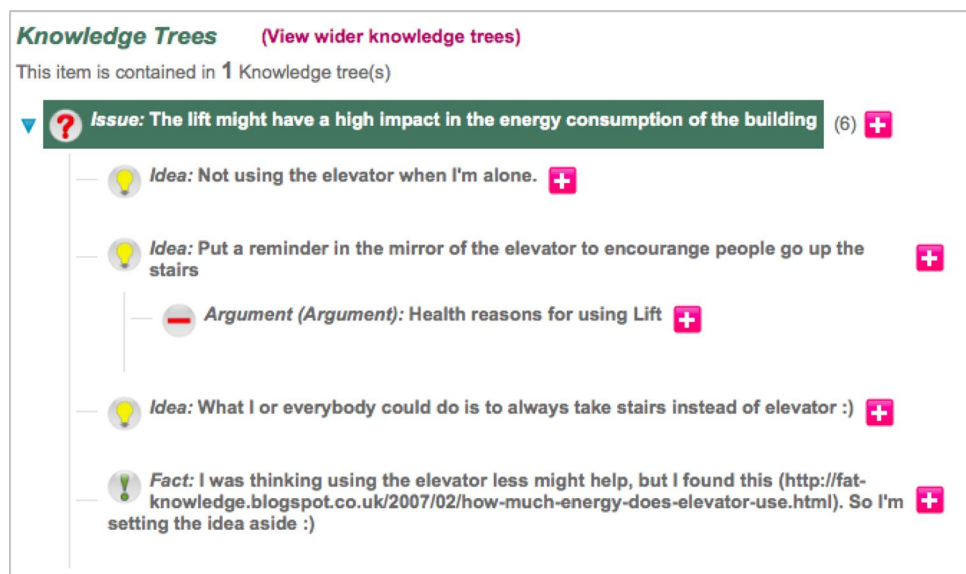 Knowledge Trees (View wider knowledge trees)
This item is contained in 1 Knowledge tree(s)
Issue: The lift might have a high impact in the energy consumption of the building (6)
Idea: Not using the elevator when I'm alone.
Idea: Put a reminder in the mirror of the elevator to encourange people go up the
stairs
Argument (Argument): Health reasons for using Lift
Idea: What I or everybody could do is to always take stairs instead of elevator :)
Fact: I was thinking using the elevator less might help, but I found this (http://fat-
knowledge.blogspot.co.uk/2007/02/how-much-energy-does-elevator-use.html). So I'm
setting the idea aside :)